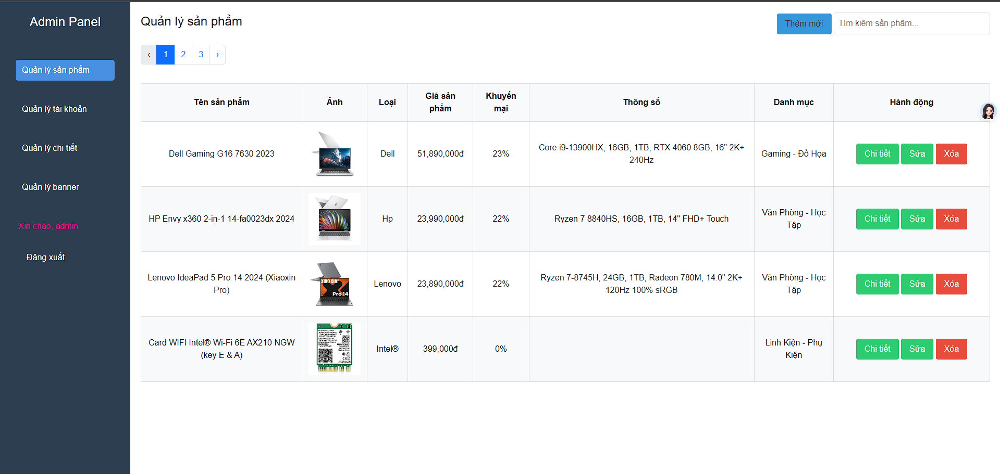 Admin Panel
Quản lý sản phẩm
Quản lý tài khoản
Quản lý chi tiết
Quản lý banner
Xin chào, admin
Đăng xuất
Quản lý sản phẩm
Thêm mới
Tìm kiếm sản phẩm...
‹ 1 2 3 ›
Tên sản phẩm Ảnh Loại Giá sản phẩm Khuyến mại Thông số Danh mục Hành động
Dell Gaming G16 7630 2023
Dell
51,890,000đ
23%
Core i9-13900HX, 16GB, 1TB, RTX 4060 8GB, 16" 2K+
240Hz
Gaming - Đồ Họa
Chi tiết Sửa Xóa
HP Envy x360 2-in-1 14-fa0023dx 2024
Hp
23,990,000đ
22%
Ryzen 7 8840HS, 16GB, 1TB, 14" FHD+ Touch
Văn Phòng - Học
Tập
Chi tiết Sửa Xóa
Lenovo IdeaPad 5 Pro 14 2024 (Xiaoxin
Pro)
XIAO XIN
Pro 14
Lenovo
23,890,000đ
22%
Ryzen 7-8745H, 24GB, 1TB, Radeon 780M, 14.0" 2K+
120Hz 100% sRGB
Văn Phòng - Học
Tập
Chi tiết Sửa Xóa
Card WIFI Intel® Wi-Fi 6E AX210 NGW
(key E & A)
Intel®
399,000đ
0%
Linh Kiện - Phụ
Kiện
Chi tiết Sửa Xóa